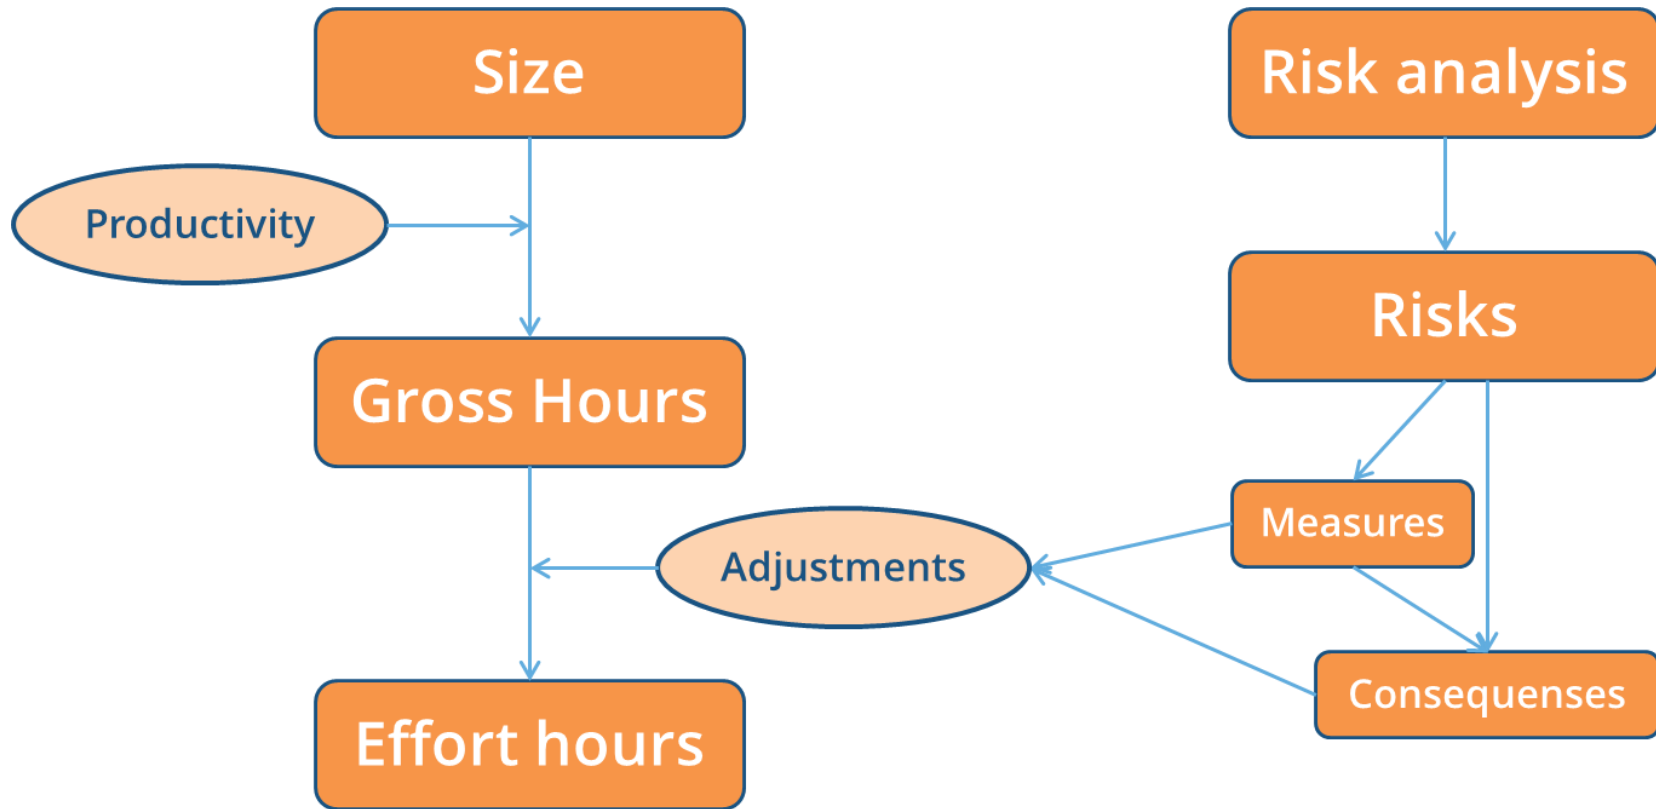 Size
Risk analysis
Productivity
Risks
Gross Hours
Measures
Adjustments
Consequenses
Effort hours